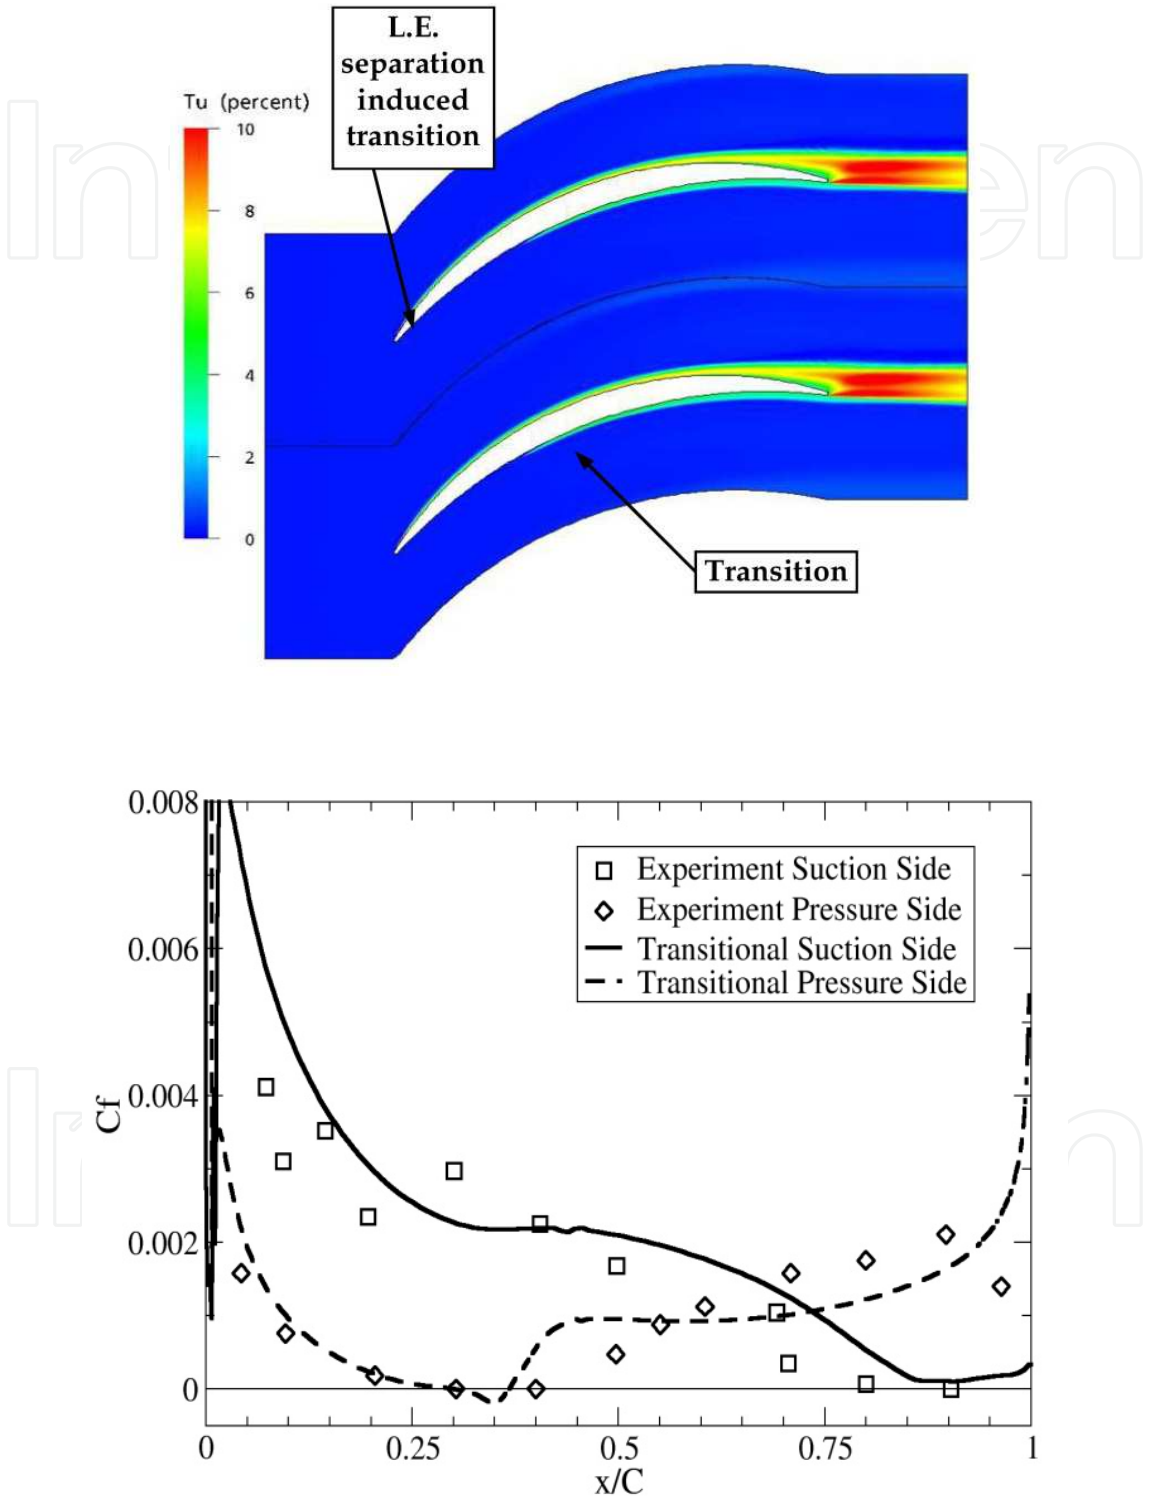 L.E.
separation
induced
transition
Tu (percent)
10
8
6
4
2
0
Transition
0.008
0.006
0.004
0.002
0
Cf
Experiment Suction Side
Experiment Pressure Side
Transitional Suction Side
Transitional Pressure Side
0 0.25 0.5 0.75 1
x/C